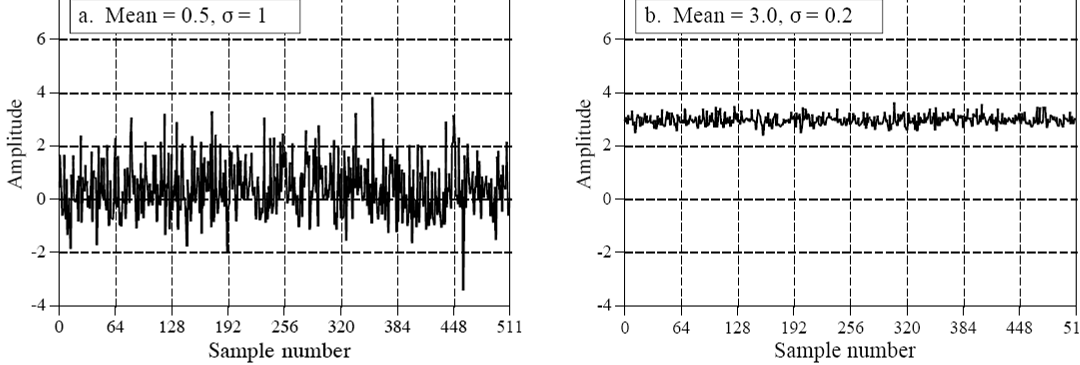 a. Mean = 0.5, σ = 1
6
4
2
0
-2
-4
Amplitude
0 64 128 192 256 320 384 448 511
Sample number
b. Mean = 3.0, σ = 0.2
6
4
2
0
-2
-4
Amplitude
0 64 128 192 256 320 384 448 51
Sample number